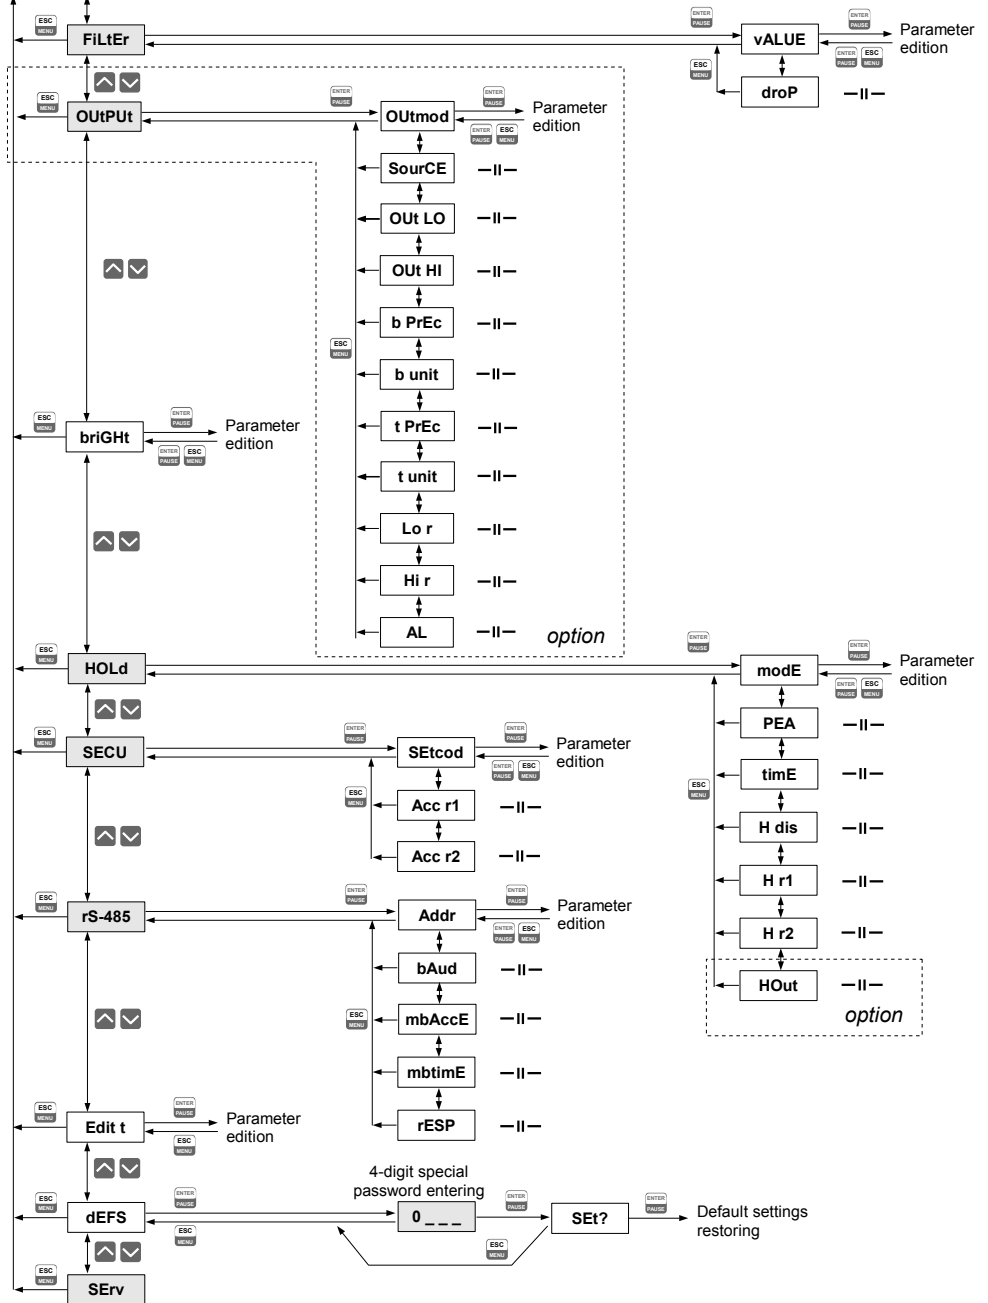 ESC
MENU
FiLtEr
ENTER
PAUSE
vALUE
ENTER
PAUSE
Parameter
edition
ENTER
PAUSE
ESC
MENU
ESC
MENU
droP
—II—
ESC
MENU
OUtPUt
ENTER
PAUSE
OUtmod
ENTER
PAUSE
Parameter
edition
ENTER
PAUSE
ESC
MENU
SourCE
—II—
OUt LO
—II—
OUt HI
—II—
b PrEc
—II—
ESC
MENU
b unit
—II—
t PrEc
—II—
t unit
—II—
Lo r
—II—
Hi r
—II—
AL
—II—
option
ESC
MENU
briGHt
ENTER
PAUSE
Parameter
edition
ENTER
PAUSE
ESC
MENU
ESC
MENU
HOLd
ENTER
PAUSE
modE
ENTER
PAUSE
Parameter
edition
ENTER
PAUSE
ESC
MENU
PEA
—II—
timE
—II—
ESC
MENU
H dis
—II—
H r1
—II—
H r2
—II—
HOut
—II—
option
ESC
MENU
SECU
ENTER
PAUSE
SEtcod
ENTER
PAUSE
Parameter
edition
ENTER
PAUSE
ESC
MENU
ESC
MENU
Acc r1
—II—
Acc r2
—II—
ESC
MENU
rS-485
ENTER
PAUSE
Addr
ENTER
PAUSE
Parameter
edition
ENTER
PAUSE
ESC
MENU
bAud
—II—
ESC
MENU
mbAccE
—II—
mbtimE
—II—
rESP
—II—
ESC
MENU
Edit t
ENTER
PAUSE
Parameter
edition
ESC
MENU
ESC
MENU
dEFS
ENTER
PAUSE
ESC
MENU
4-digit special
password entering
0 _ _ _
ENTER
PAUSE
SEt?
ENTER
PAUSE
Default settings
restoring
ESC
MENU
ESC
MENU
SErv